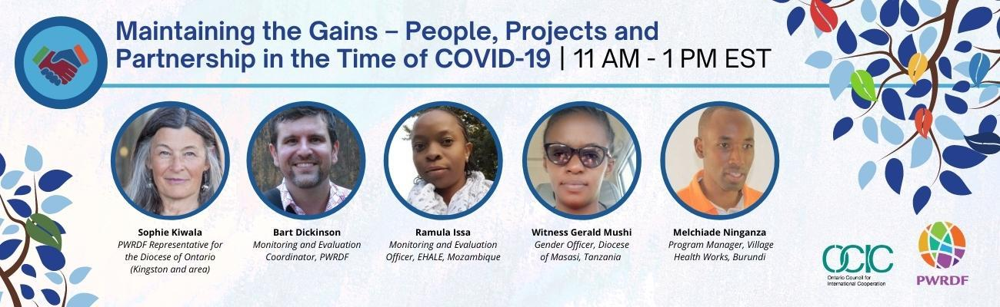 Maintaining the Gains – People, Projects and
Partnership in the Time of COVID-19 | 11 AM - 1 PM EST
Sophie Kiwala
PWRDF Representative for
the Diocese of Ontario
(Kingston and area)
Bart Dickinson
Monitoring and Evaluation
Coordinator, PWRDF
Ramula Issa
Monitoring and Evaluation
Officer, EHALE, Mozambique
Witness Gerald Mushi
Gender Officer, Diocese
of Masasi, Tanzania
Melchiade Ninganza
Program Manager, Village
Health Works, Burundi
OCIC
Ontario Council for
International Cooperation
PWRDF